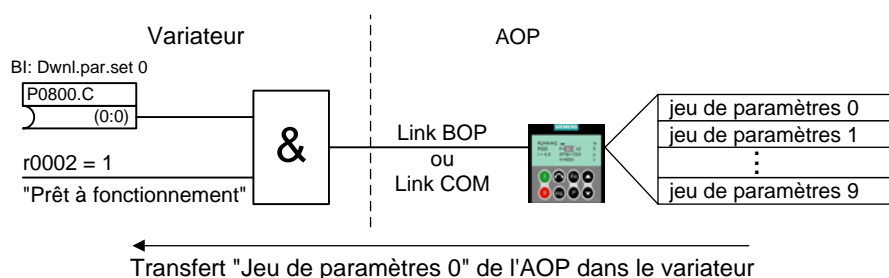 Variateur
AOP
BI: Dwnl.par.set 0
P0800.C
(0:0)
&
r0002 = 1
"Prêt à fonctionnement"
Link BOP
ou
Link COM
SIEMENS
jeu de paramètres 0
jeu de paramètres 1
jeu de paramètres 9
Transfert "Jeu de paramètres 0" de l'AOP dans le variateur